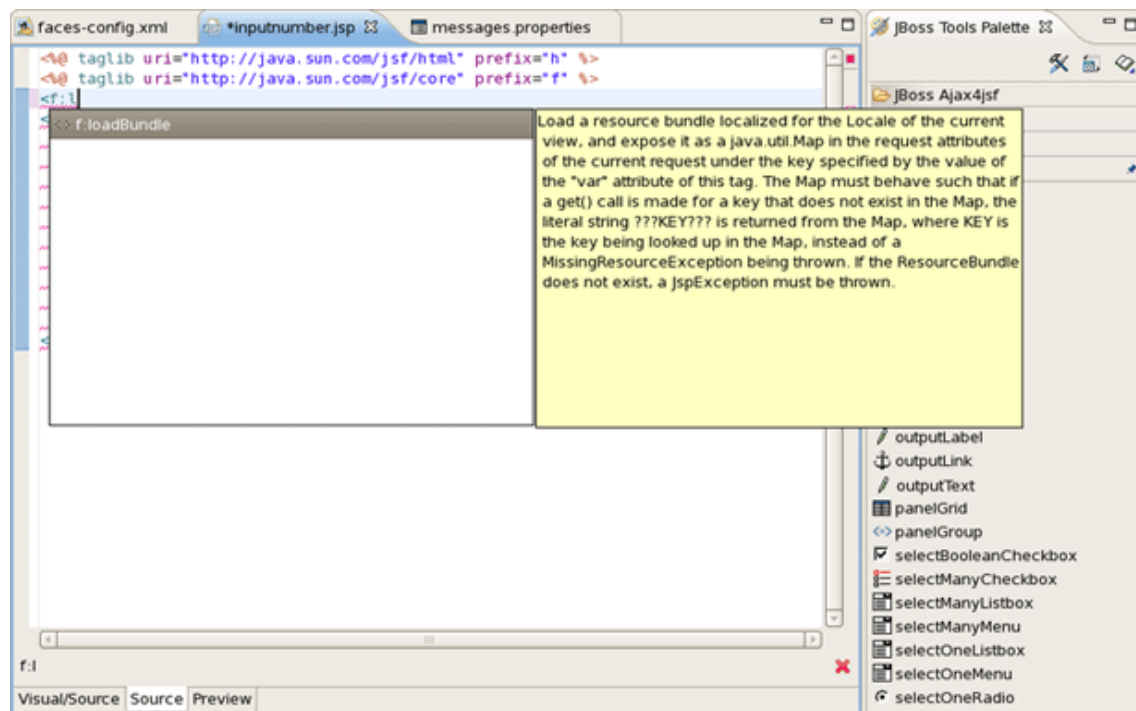 faces-config.xml
*inputnumber.jsp
messages.properties
JBoss Tools Palette
<%@ taglib uri="http://java.sun.com/jsf/html" prefix="h" %>
<%@ taglib uri="http://java.sun.com/jsf/core" prefix="f" %>
<f:l
JBoss Ajax4jsf
<> f:loadBundle
Load a resource bundle localized for the Locale of the current
view, and expose it as a java.util.Map in the request attributes
of the current request under the key specified by the value of
the "var" attribute of this tag. The Map must behave such that if
a get() call is made for a key that does not exist in the Map, the
literal string ???KEY??? is returned from the Map, where KEY is
the key being looked up in the Map, instead of a
MissingResourceException being thrown. If the ResourceBundle
does not exist, a JspException must be thrown.
outputLabel
outputLink
outputText
panelGrid
panelGroup
selectBooleanCheckbox
selectManyCheckbox
selectManyListbox
selectManyMenu
selectOneListbox
selectOneMenu
selectOneRadio
f:l
Visual/Source Source Preview